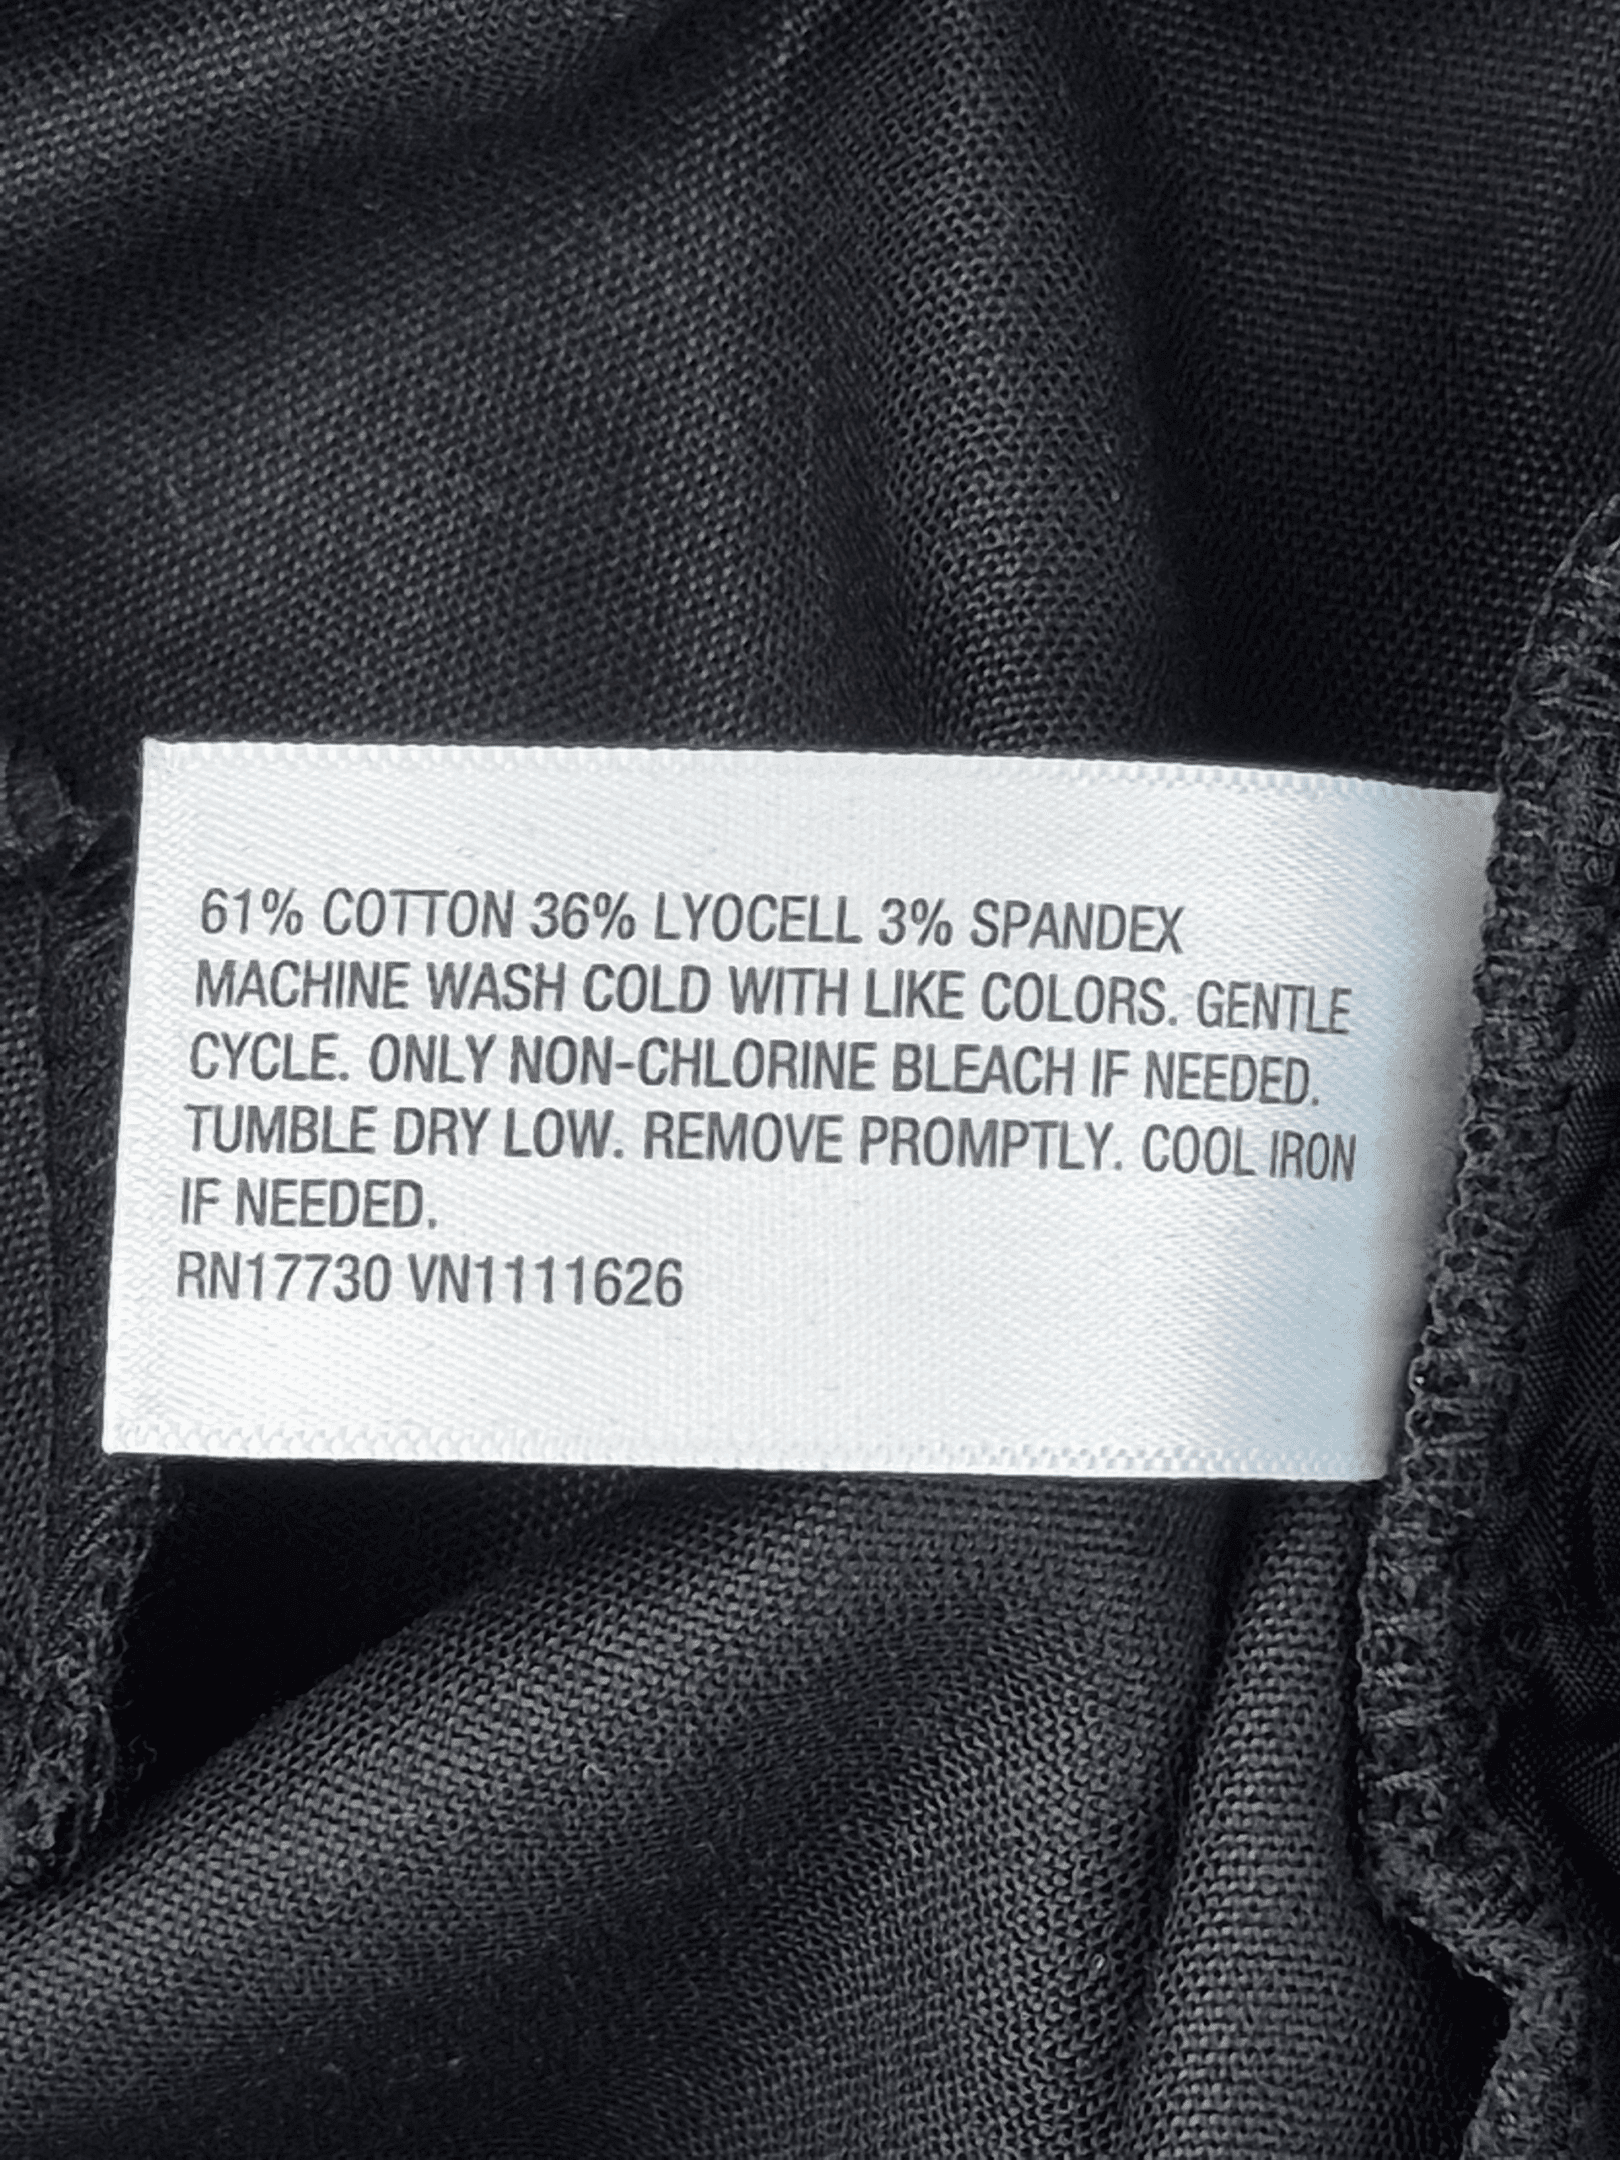 61% COTTON 36% LYOCELL 3% SPANDEX
MACHINE WASH COLD WITH LIKE COLORS. GENTLE
CYCLE. ONLY NON-CHLORINE BLEACH IF NEEDED.
TUMBLE DRY LOW. REMOVE PROMPTLY. COOL IRON
IF NEEDED.
RN17730 VN1111626